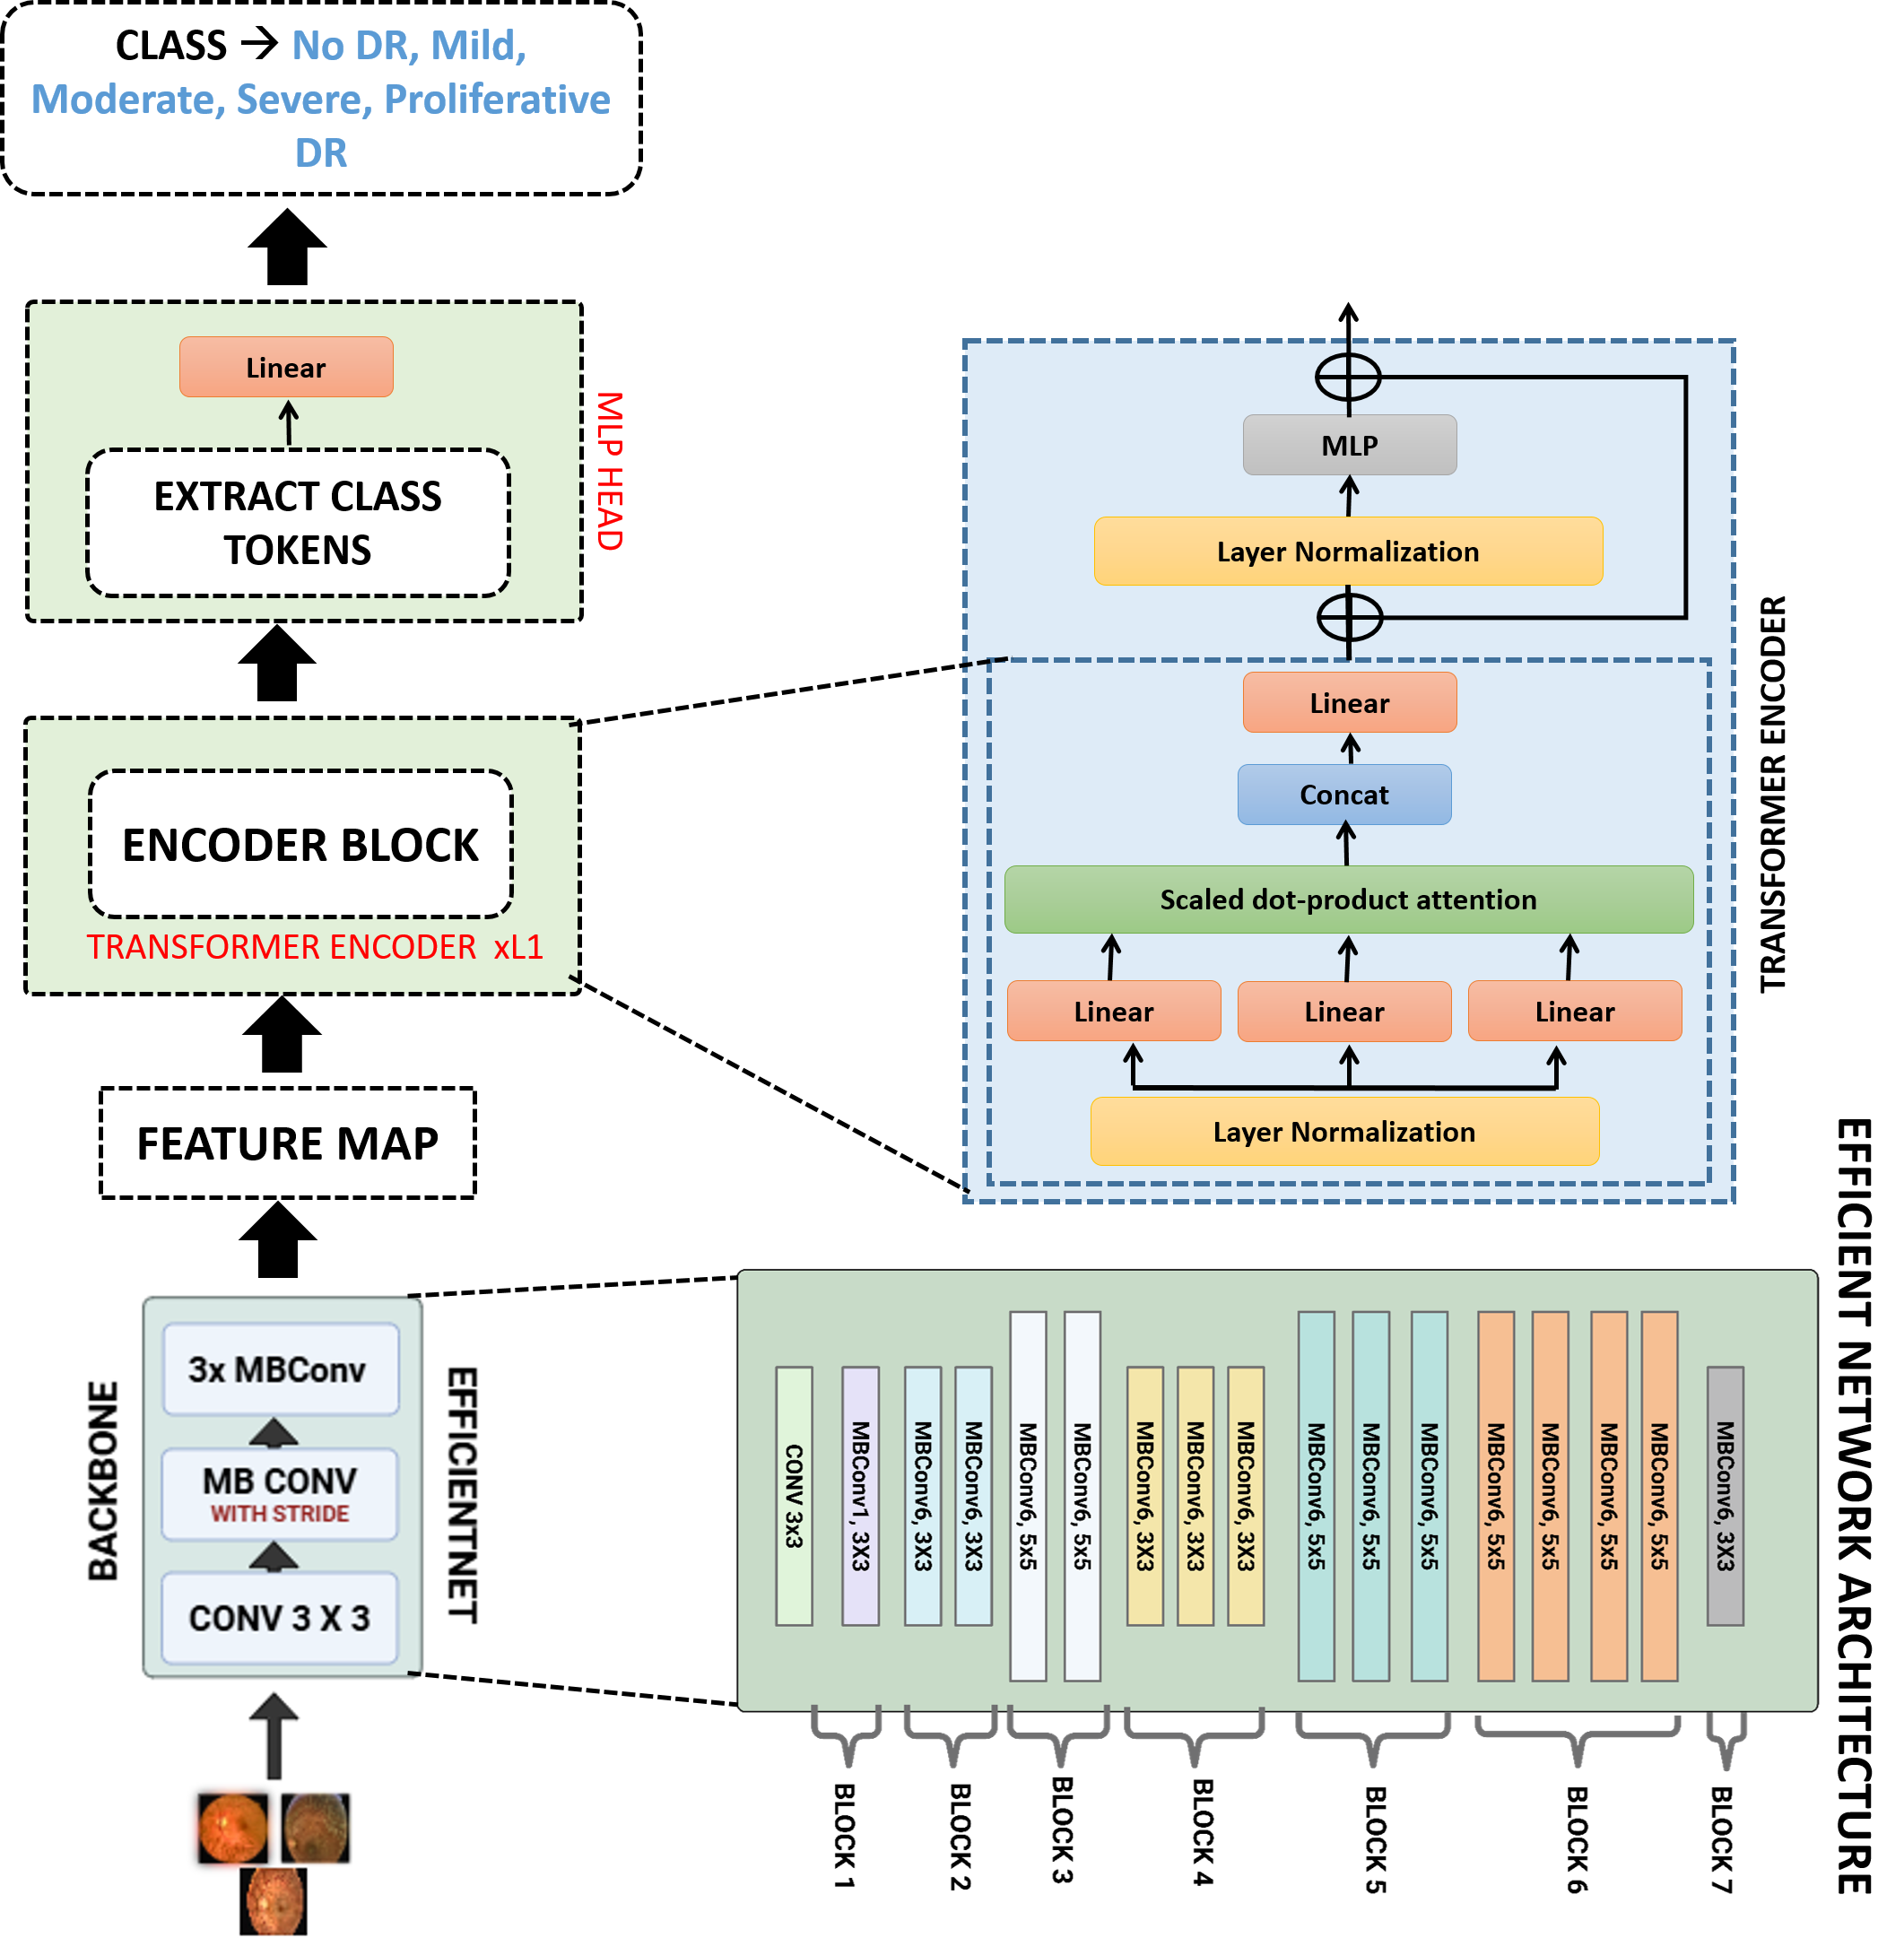 CLASS → No DR, Mild,
Moderate, Severe, Proliferative
DR
Linear
EXTRACT CLASS
TOKENS
MLP HEAD
ENCODER BLOCK
TRANSFORMER ENCODER xL1
FEATURE MAP
BACKBONE
3x MBConv
MB CONV
WITH STRIDE
CONV 3 X 3
EFFICIENTNET
MLP
Layer Normalization
Linear
Concat
Scaled dot-product attention
Linear
Linear
Linear
Layer Normalization
TRANSFORMER ENCODER
CONV 3x3
MBConv1, 3X3
MBConv6, 3X3
MBConv6, 3X3
MBConv6, 5x5
MBConv6, 5x5
MBConv6, 3X3
MBConv6, 3X3
MBConv6, 3X3
MBConv6, 5x5
MBConv6, 5x5
MBConv6, 5x5
MBConv6, 5x5
MBConv6, 5x5
MBConv6, 5x5
MBConv6, 5x5
MBConv6, 3X3
BLOCK 1
BLOCK 2
BLOCK 3
BLOCK 4
BLOCK 5
BLOCK 6
BLOCK 7
EFFICIENT NETWORK ARCHITECTURE